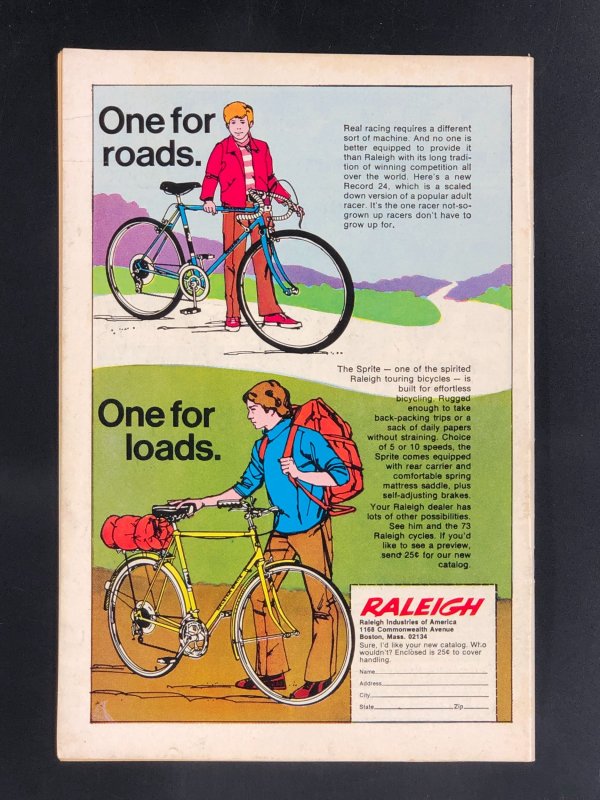 One for
roads.
Real racing requires a different
sort of machine. And no one is
better equipped to provide it
than Raleigh with its long tradi-
tion of winning competition all
over the world. Here's a new
Record 24, which is a scaled
down version of a popular adult
racer. It's the one racer not-so-
grown up racers don't have to
grow up for.
The Sprite — one of the spirited
Raleigh touring bicycles — is
built for effortless
bicycling. Rugged
enough to take
back-packing trips or a
sack of daily papers
without straining. Choice
of 5 or 10 speeds, the
Sprite comes equipped
with rear carrier and
comfortable spring
mattress saddle, plus
self-adjusting brakes.
Your Raleigh dealer has
lots of other possibilities.
See him and the 73
Raleigh cycles. If you'd
like to see a preview,
send 25¢ for our new
catalog.
One for
loads.
RALEIGH
Raleigh Industries of America
1168 Commonwealth Avenue
Boston, Mass. 02134
Sure, I'd like your new catalog. Who
wouldn't? Enclosed is 25¢ to cover
handling.
Name
Address
City
State Zip